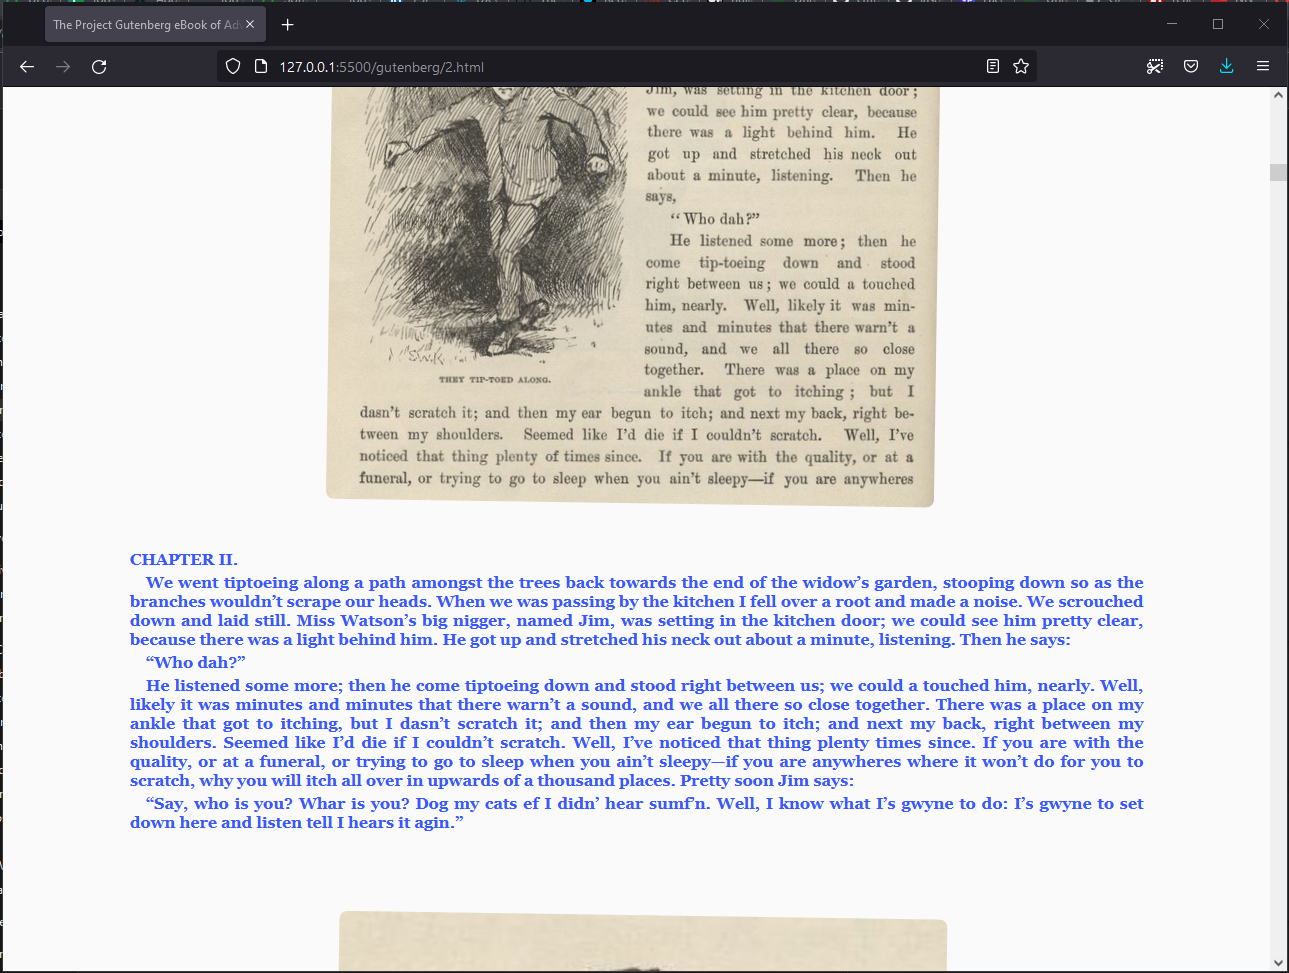 The Project Gutenberg eBook of Adv
127.0.0.1:5500/gutenberg/2.html
Jim, was setting in the kitchen door;
we could see him pretty clear, because
there was a light behind him. He
got up and stretched his neck out
about a minute, listening. Then he
says,
“Who dah?”
He listened some more; then he
come tip-toeing down and stood
right between us; we could a touched
him, nearly. Well, likely it was min-
utes and minutes that there warn't a
sound, and we all there so close
together. There was a place on my
ankle that got to itching; but I
S.W.K.
THEY TIP-TOED ALONG.
dasn't scratch it; and then my ear begun to itch; and next my back, right be-
tween my shoulders. Seemed like I'd die if I couldn't scratch. Well, I've
noticed that thing plenty of times since. If you are with the quality, or at a
funeral, or trying to go to sleep when you ain't sleepy—if you are anywheres
CHAPTER II.
We went tiptoeing along a path amongst the trees back towards the end of the widow’s garden, stooping down so as the
branches wouldn’t scrape our heads. When we was passing by the kitchen I fell over a root and made a noise. We scrouched
down and laid still. Miss Watson’s big nigger, named Jim, was setting in the kitchen door; we could see him pretty clear,
because there was a light behind him. He got up and stretched his neck out about a minute, listening. Then he says:
“Who dah?”
He listened some more; then he come tiptoeing down and stood right between us; we could a touched him, nearly. Well,
likely it was minutes and minutes that there warn’t a sound, and we all there so close together. There was a place on my
ankle that got to itching, but I dasn’t scratch it; and then my ear begun to itch; and next my back, right between my
shoulders. Seemed like I’d die if I couldn’t scratch. Well, I’ve noticed that thing plenty times since. If you are with the
quality, or at a funeral, or trying to go to sleep when you ain’t sleepy—if you are anywheres where it won’t do for you to
scratch, why you will itch all over in upwards of a thousand places. Pretty soon Jim says:
“Say, who is you? Whar is you? Dog my cats ef I didn’ hear sumf’n. Well, I know what I’s gwyne to do: I’s gwyne to set
down here and listen tell I hears it agin.”